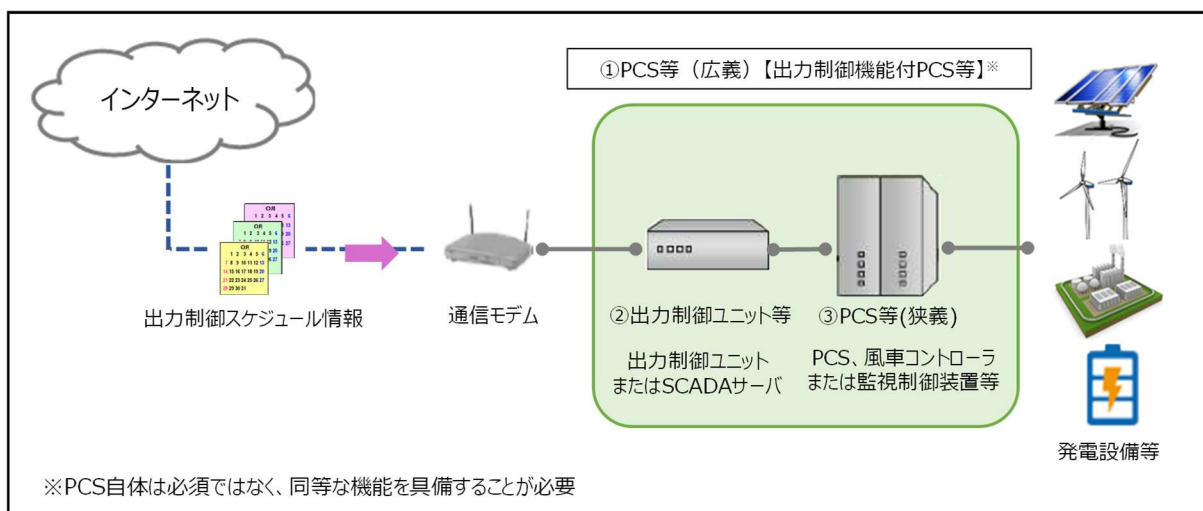 ①PCS等（広義）【出力制御機能付PCS等】※
インターネット
出力制御スケジュール情報
通信モデム
②出力制御ユニット等
出力制御ユニット
またはSCADAサーバ
③PCS等(狭義)
PCS、風車コントローラ
または監視制御装置等
発電設備等
※PCS自体は必須ではなく、同等な機能を具備することが必要